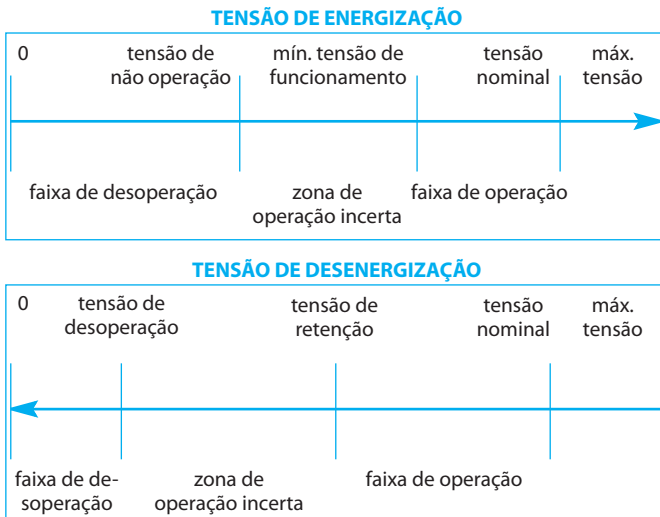 TENSÃO DE ENERGIZAÇÃO
0 tensão de mín. tensão de tensão máx.
não operação funcionamento nominal tensão
faixa de desoperação zona de faixa de operação
operação incerta
TENSÃO DE DESENERGIZAÇÃO
0 tensão de tensão de tensão máx.
desoperação retenção nominal tensão
faixa de de- zona de faixa de operação
soperação operação incerta